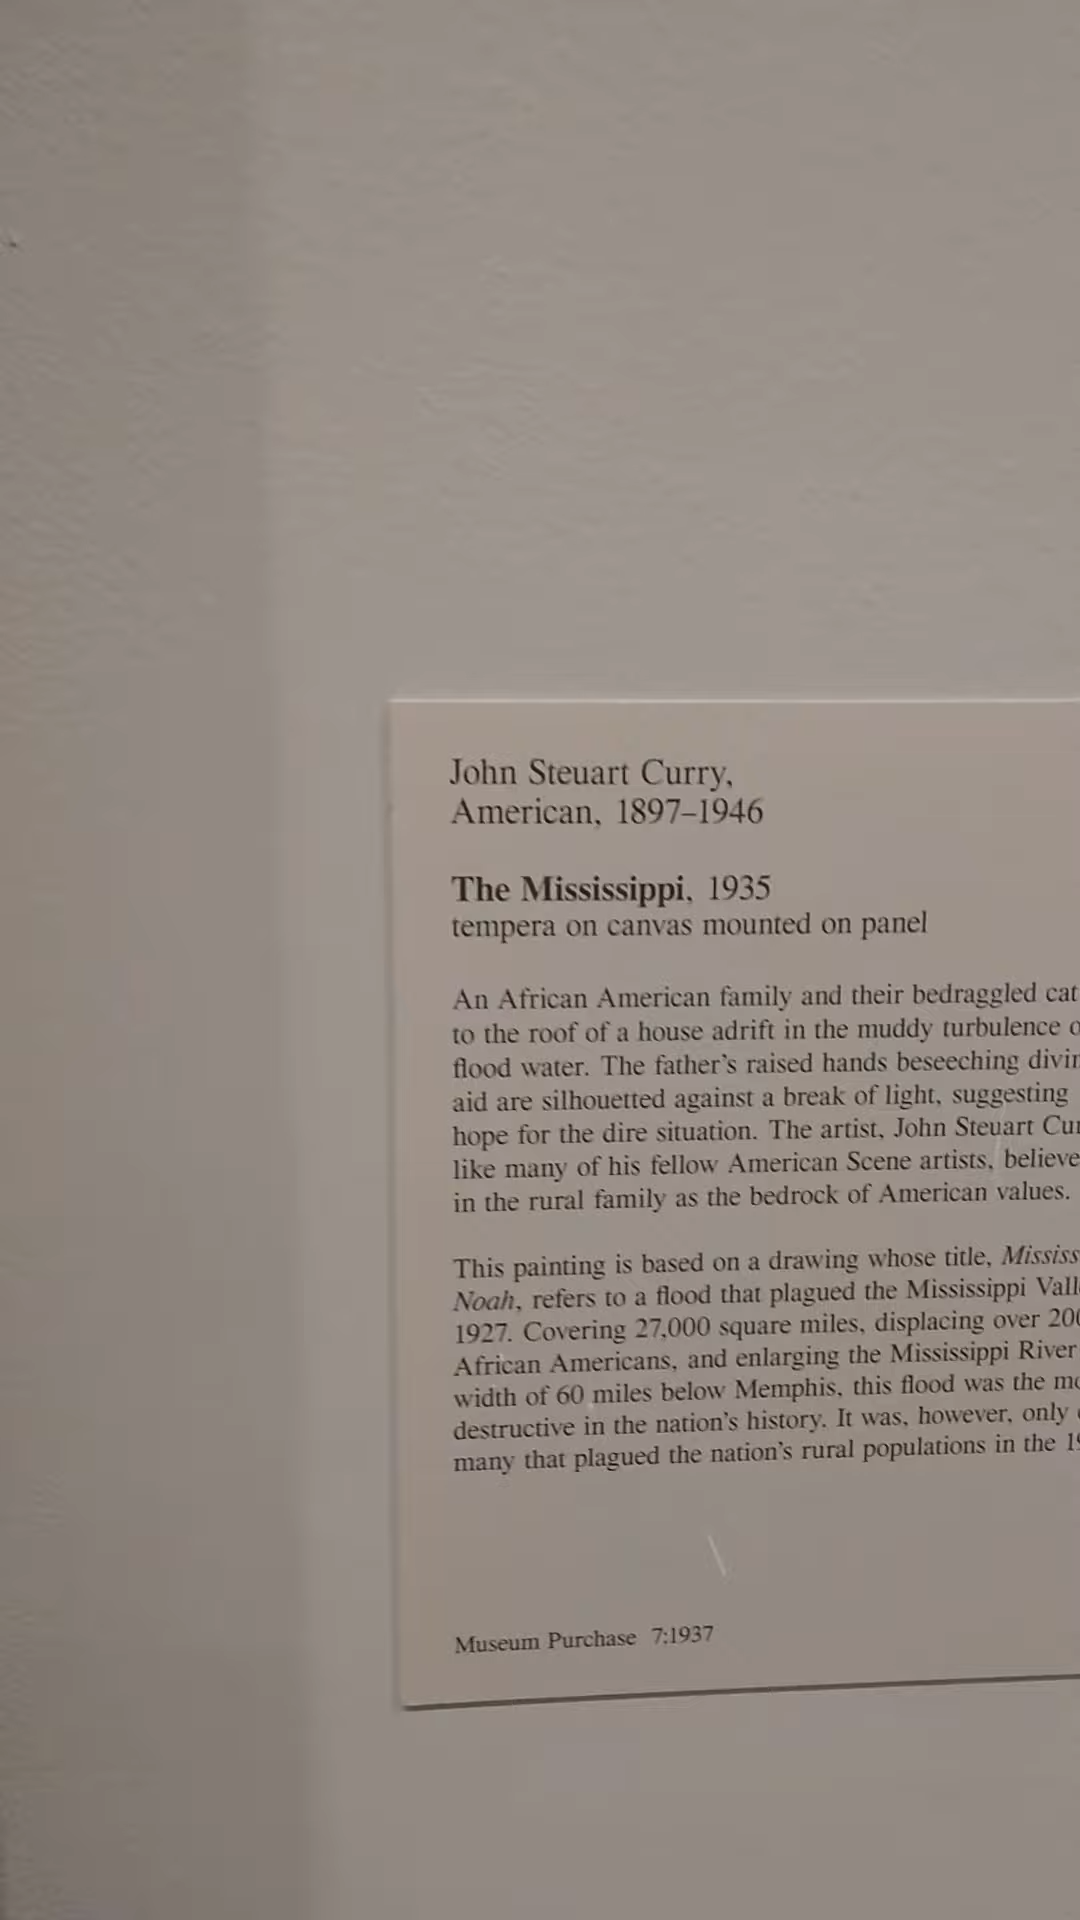 John Steuart Curry,
American, 1897–1946
The Mississippi, 1935
tempera on canvas mounted on panel
An African American family and their bedraggled cat
to the roof of a house adrift in the muddy turbulence
flood water. The father’s raised hands beseeching
aid are silhouetted against a break of light, suggesting
hope for the dire situation. The artist, John Steuart
like many of his fellow American Scene artists, believe
in the rural family as the bedrock of American values.
This painting is based on a drawing whose title,
Noah, refers to a flood that plagued the Mississippi
1927. Covering 27,000 square miles, displacing over
African Americans, and enlarging the Mississippi River
width of 60 miles below Memphis, this flood was the
destructive in the nation’s history. It was, however, only
many that plagued the nation’s rural populations in the
Museum Purchase 7:1937